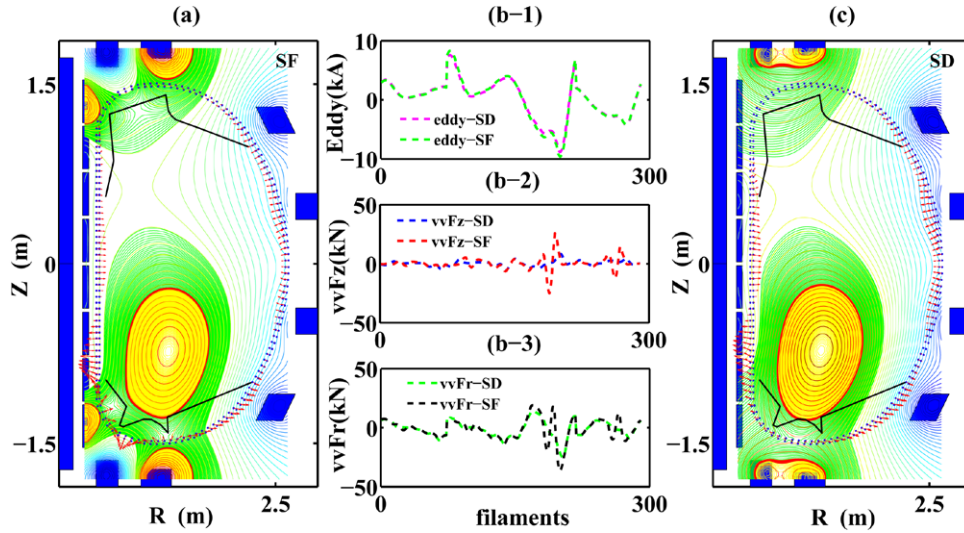 (a)
SF
1.5
0
−1.5
Z (m)
R (m)
2.5
(b−1)
10
0
−10
Eddy(kA)
eddy−SD
eddy−SF
0
300
(b−2)
50
0
−50
vvFz(kN)
vvFz−SD
vvFz−SF
0
300
(b−3)
50
0
−50
vvFr(kN)
vvFr−SD
vvFr−SF
0
300
filaments
(c)
SD
1.5
0
−1.5
Z (m)
R (m)
2.5